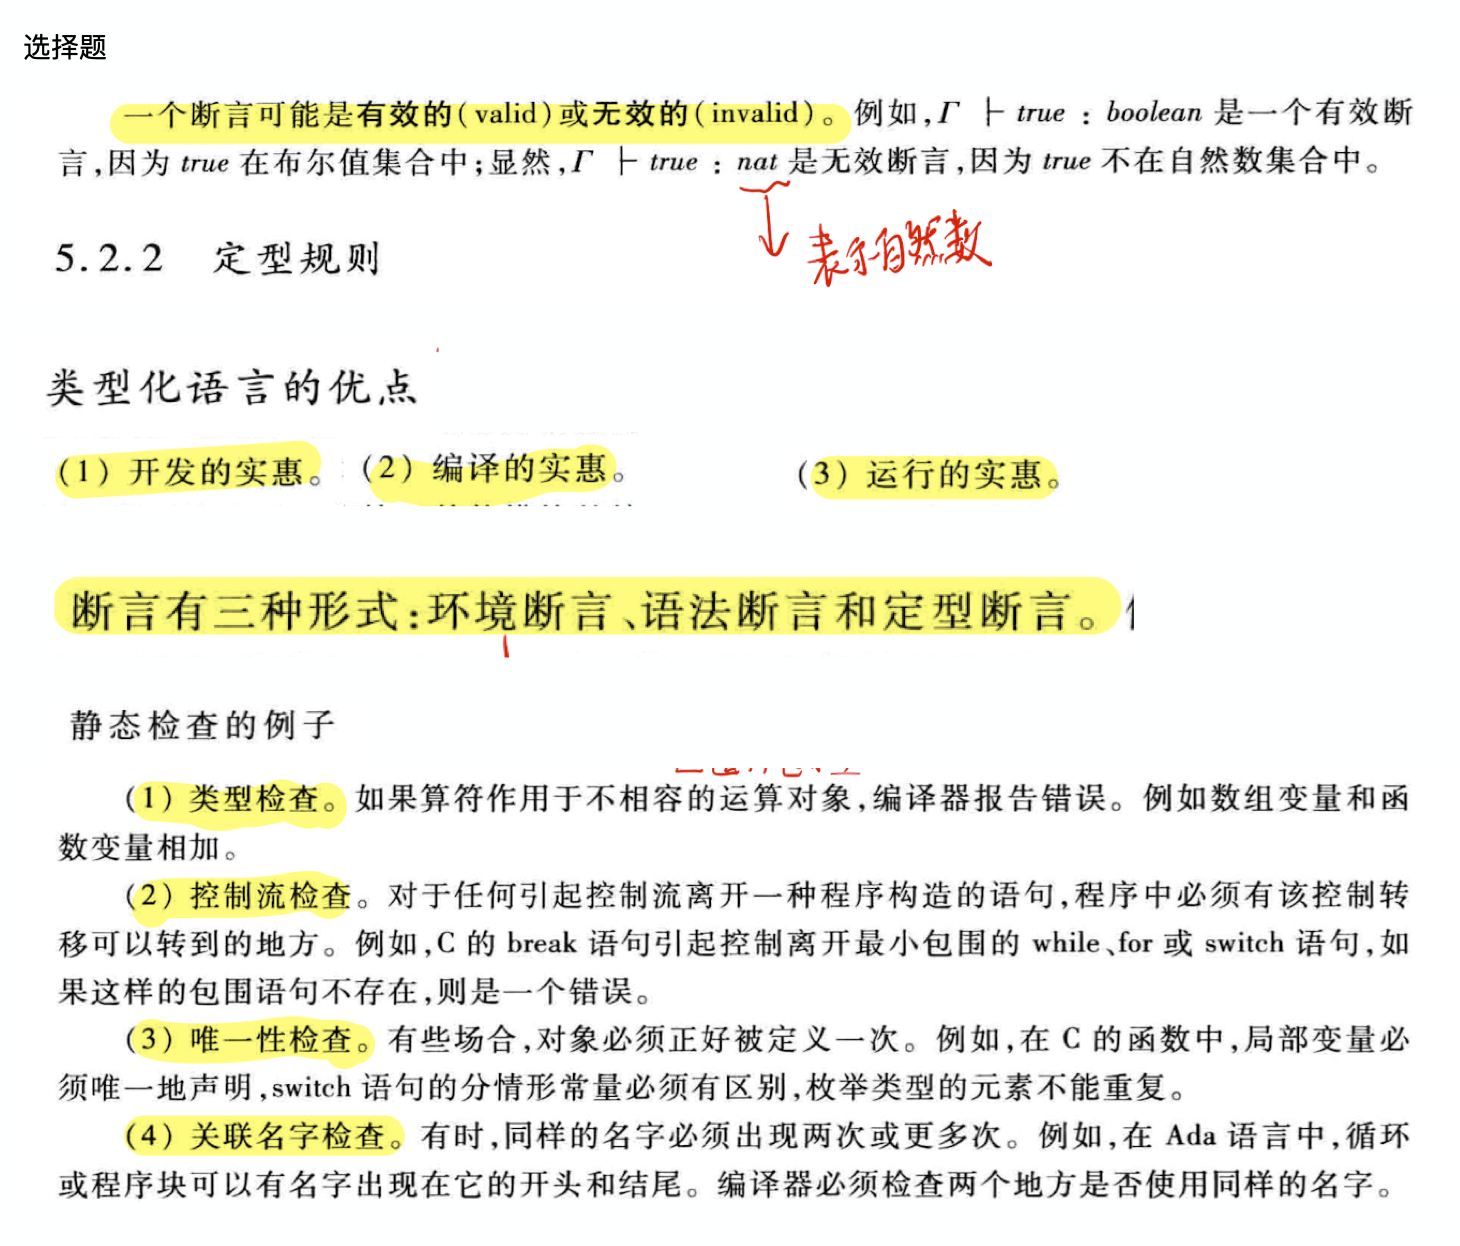 选择题
一个断言可能是有效的(valid)或无效的(invalid)。例如,Γ ├ true : boolean 是一个有效断
言,因为 true 在布尔值集合中;显然,Γ ├ true : nat 是无效断言,因为 true 不在自然数集合中。
表示自然数
5.2.2 定型规则
类型化语言的优点
(1) 开发的实惠。 (2) 编译的实惠。 (3) 运行的实惠。
断言有三种形式:环境断言、语法断言和定型断言。
静态检查的例子
(1) 类型检查。如果算符作用于不相容的运算对象,编译器报告错误。例如数组变量和函
数变量相加。
(2) 控制流检查。对于任何引起控制流离开一种程序构造的语句,程序中必须有该控制转
移可以转到的地方。例如,C 的 break 语句引起控制离开最小包围的 while、for 或 switch 语句,如
果这样的包围语句不存在,则是一个错误。
(3) 唯一性检查。有些场合,对象必须正好被定义一次。例如,在 C 的函数中,局部变量必
须唯一地声明,switch 语句的分情形常量必须有区别,枚举类型的元素不能重复。
(4) 关联名字检查。有时,同样的名字必须出现两次或更多次。例如,在 Ada 语言中,循环
或程序块可以有名字出现在它的开头和结尾。编译器必须检查两个地方是否使用同样的名字。